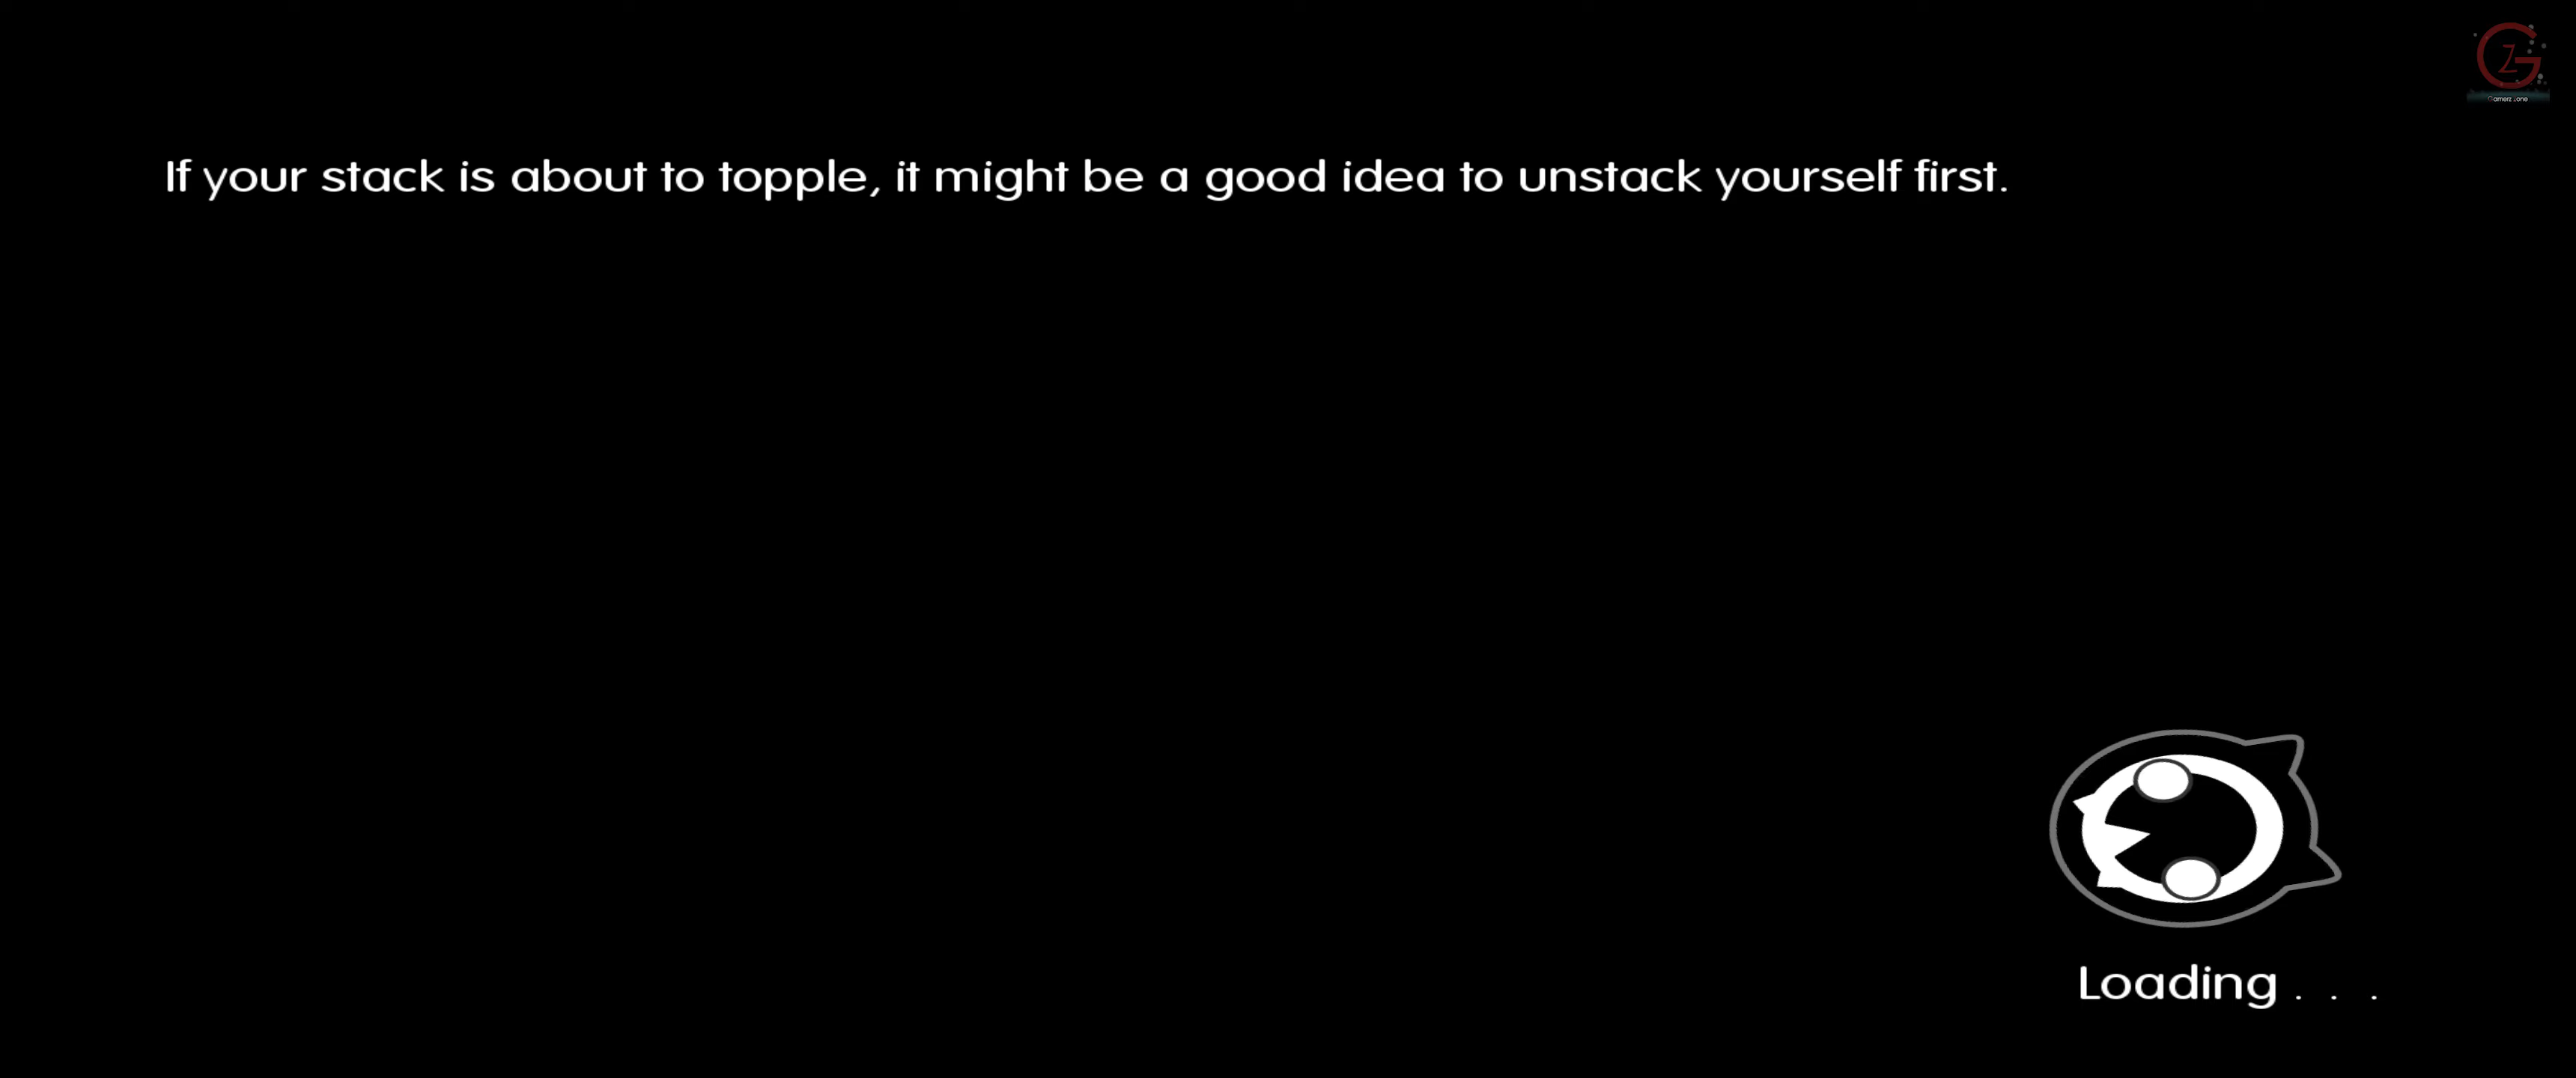 If your stack is about to topple, it might be a good idea to unstack yourself first.
Loading . . .